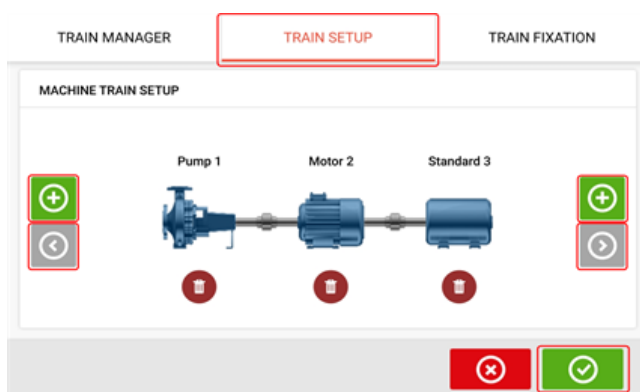 TRAIN MANAGER TRAIN SETUP TRAIN FIXATION
MACHINE TRAIN SETUP
Pump 1 Motor 2 Standard 3